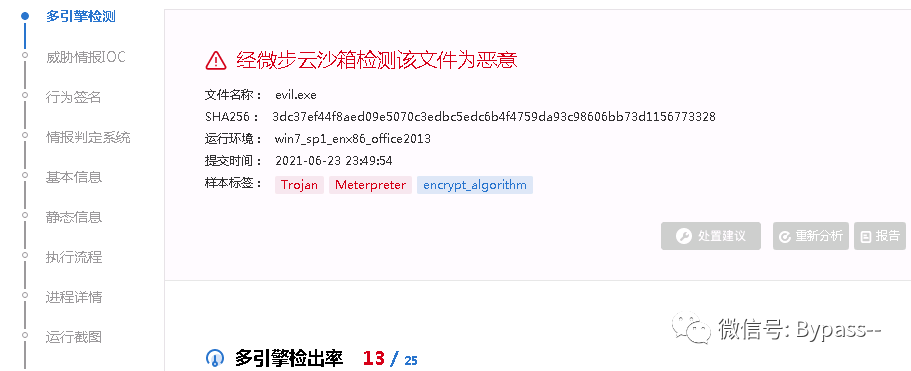 多引擎检测
威胁情报IOC
行为签名
情报判定系统
基本信息
静态信息
执行流程
进程详情
运行截图
经微步云沙箱检测该文件为恶意
文件名称： evil.exe
SHA256： 3dc37ef44f8aed09e5070c3edbc5edc6b4f4759da93c98606bb73d1156773328
运行环境： win7_sp1_enx86_office2013
提交时间： 2021-06-23 23:49:54
样本标签： Trojan Meterpreter encrypt_algorithm
处置建议 重新分析 报告
多引擎检出率 13 / 25
微信号: Bypass--